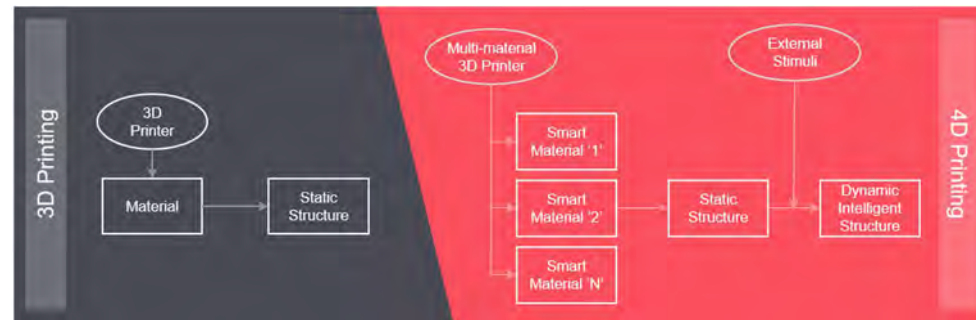 3D Printing
3D
Printer
Material
Static
Structure
Multi-material
3D Printer
Smart
Material '1'
Smart
Material '2'
Smart
Material 'N'
Static
Structure
External
Stimuli
Dynamic
Intelligent
Structure
4D Printing